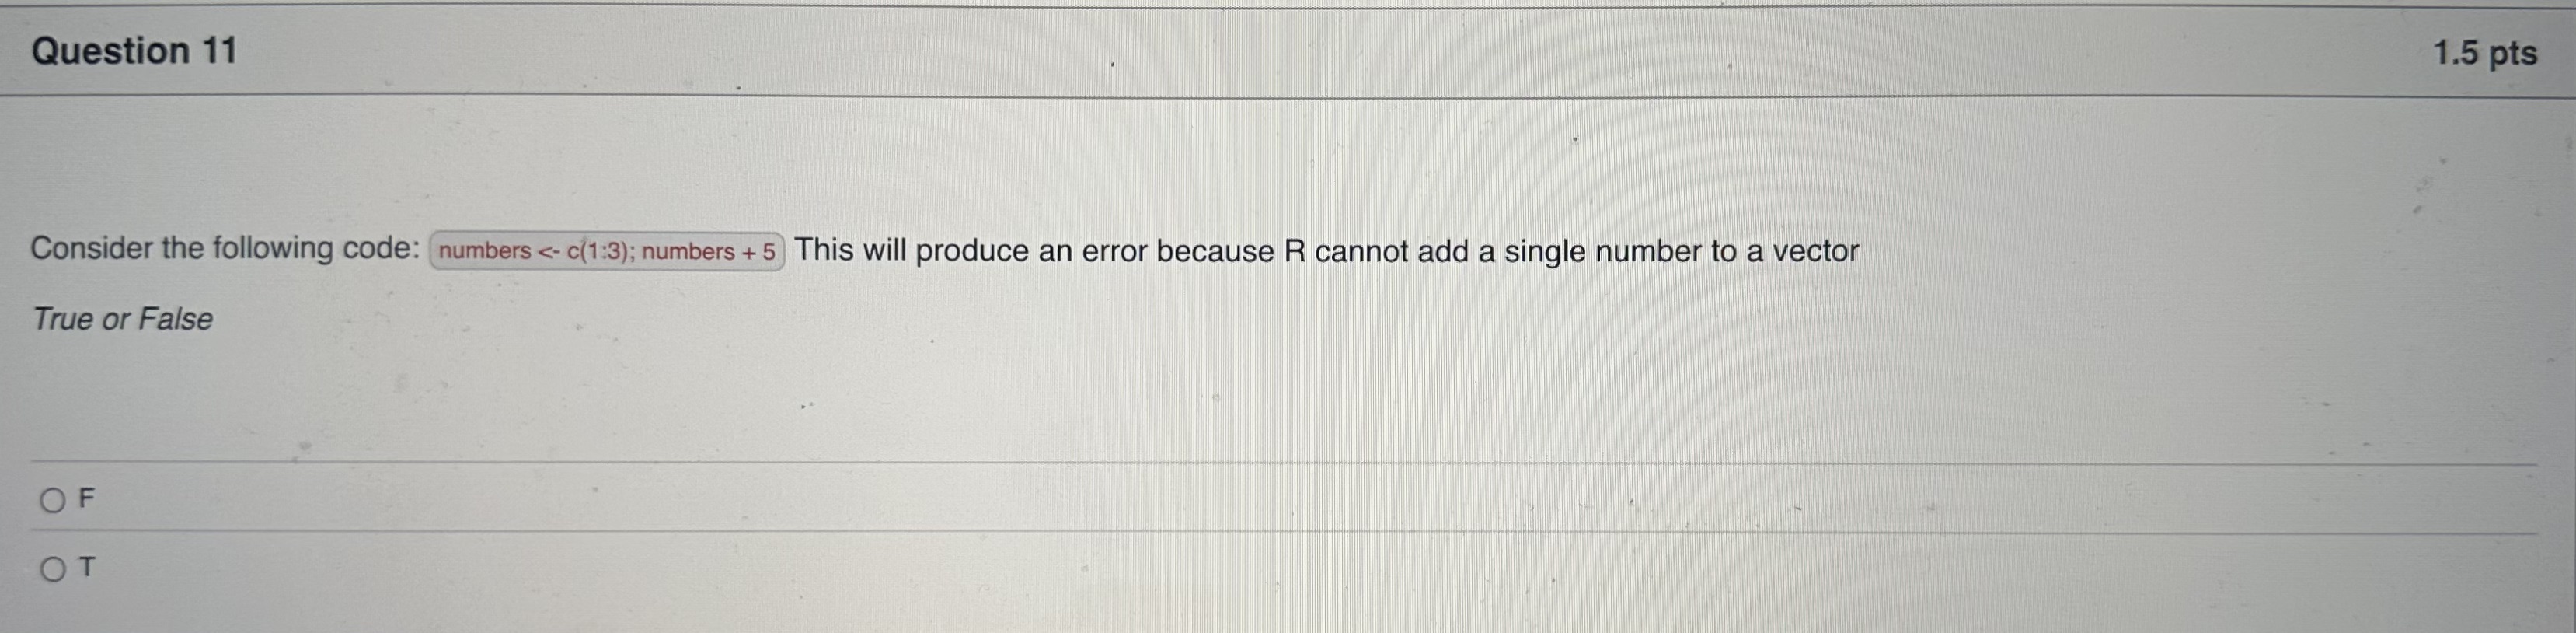 Question 11
1.5 pts
Consider the following code: numbers <- c(1:3); numbers + 5 This will produce an error because R cannot add a single number to a vector
True or False
F
T